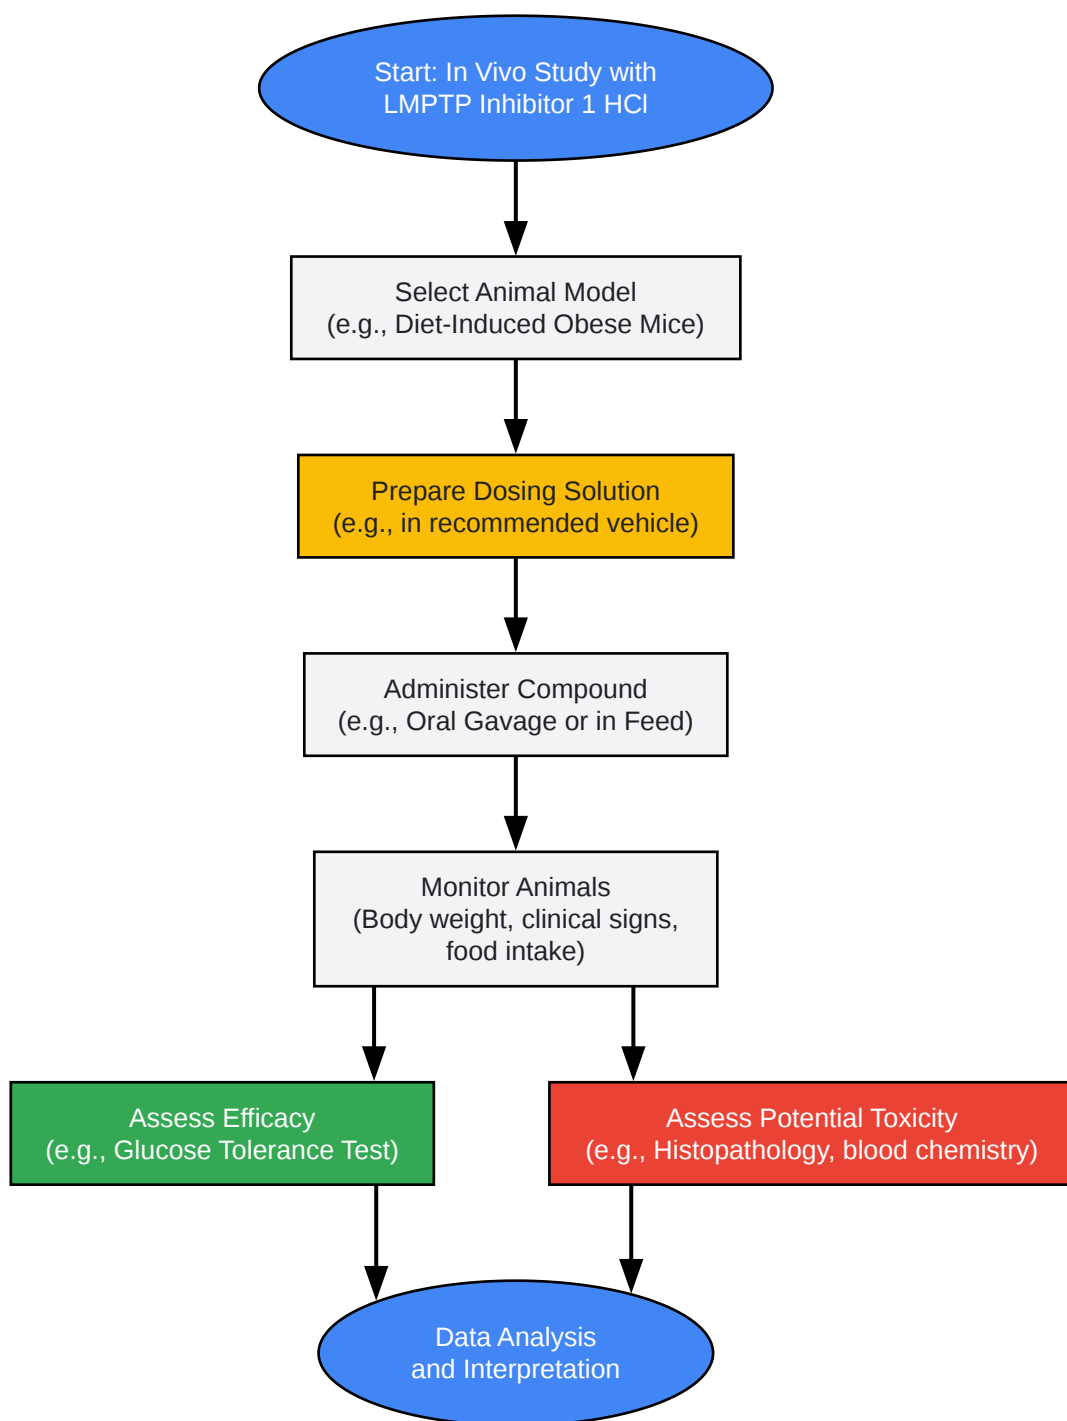 Start: In Vivo Study with
LMPTP Inhibitor 1 HCl
Select Animal Model
(e.g., Diet-Induced Obese Mice)
Prepare Dosing Solution
(e.g., in recommended vehicle)
Administer Compound
(e.g., Oral Gavage or in Feed)
Monitor Animals
(Body weight, clinical signs,
food intake)
Assess Efficacy
(e.g., Glucose Tolerance Test)
Assess Potential Toxicity
(e.g., Histopathology, blood chemistry)
Data Analysis
and Interpretation